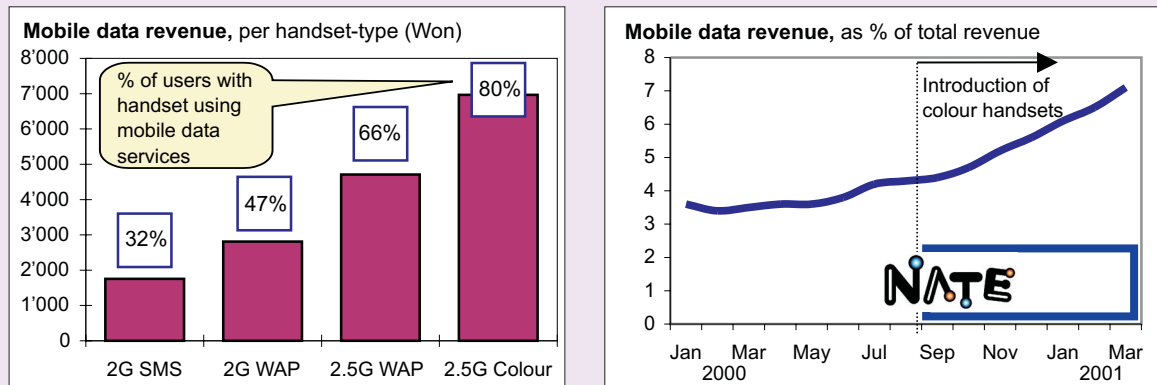 Mobile data revenue, per handset-type (Won)
8’000
7’000
6’000
5’000
4’000
3’000
2’000
1’000
0
% of users with
handset using
mobile data
services
32%
47%
66%
80%
2G SMS 2G WAP 2.5G WAP 2.5G Colour
Mobile data revenue, as % of total revenue
8
7
6
5
4
3
2
1
0
Introduction of
colour handsets
NATE
Jan Mar May Jul Sep Nov Jan Mar
2000 2001